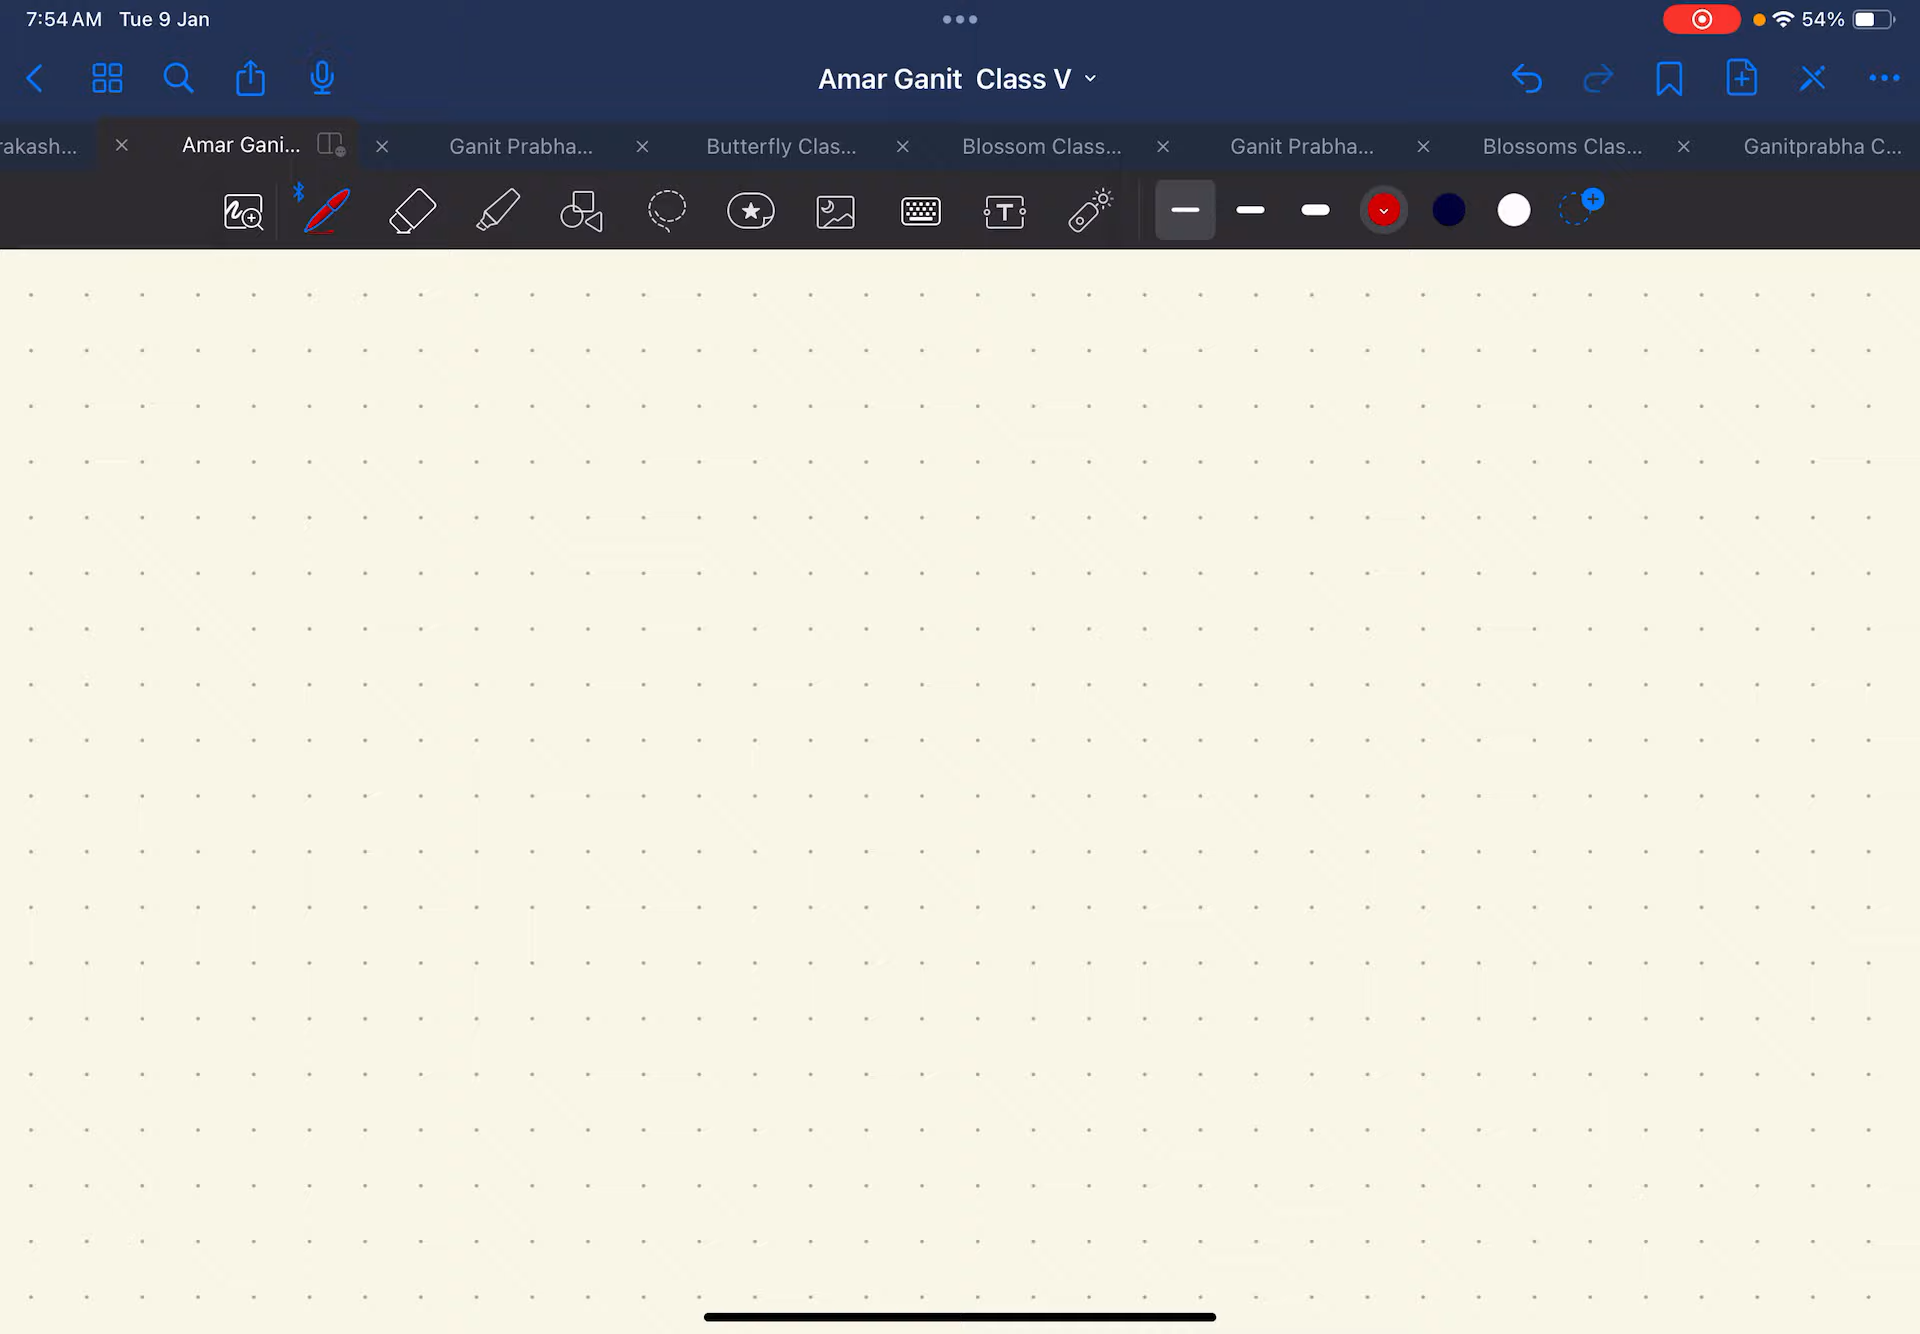 7:54 AM Tue 9 Jan
54%
Amar Ganit Class V
rakash...
Amar Gani...
Ganit Prabha...
Butterfly Clas...
Blossom Class...
Ganit Prabha...
Blossoms Clas...
Ganitprabha C...
T